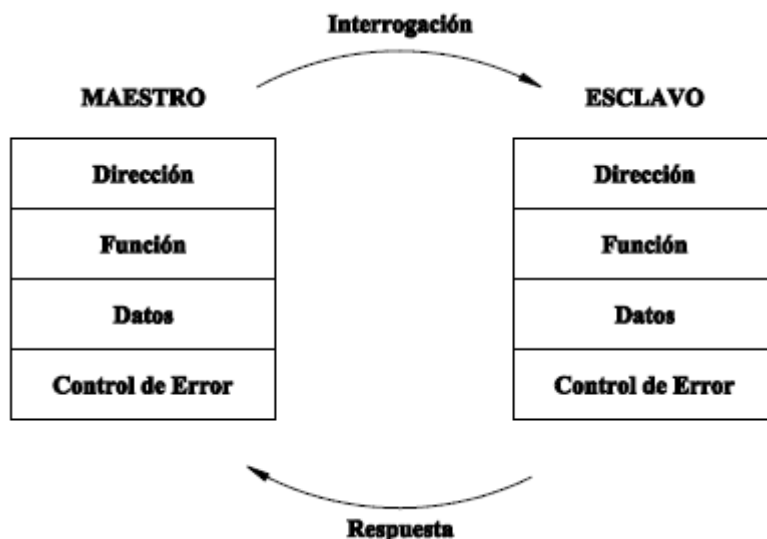 Interrogación
MAESTRO
ESCLAVO
Dirección
Dirección
Función
Función
Datos
Datos
Control de Error
Control de Error
Respuesta